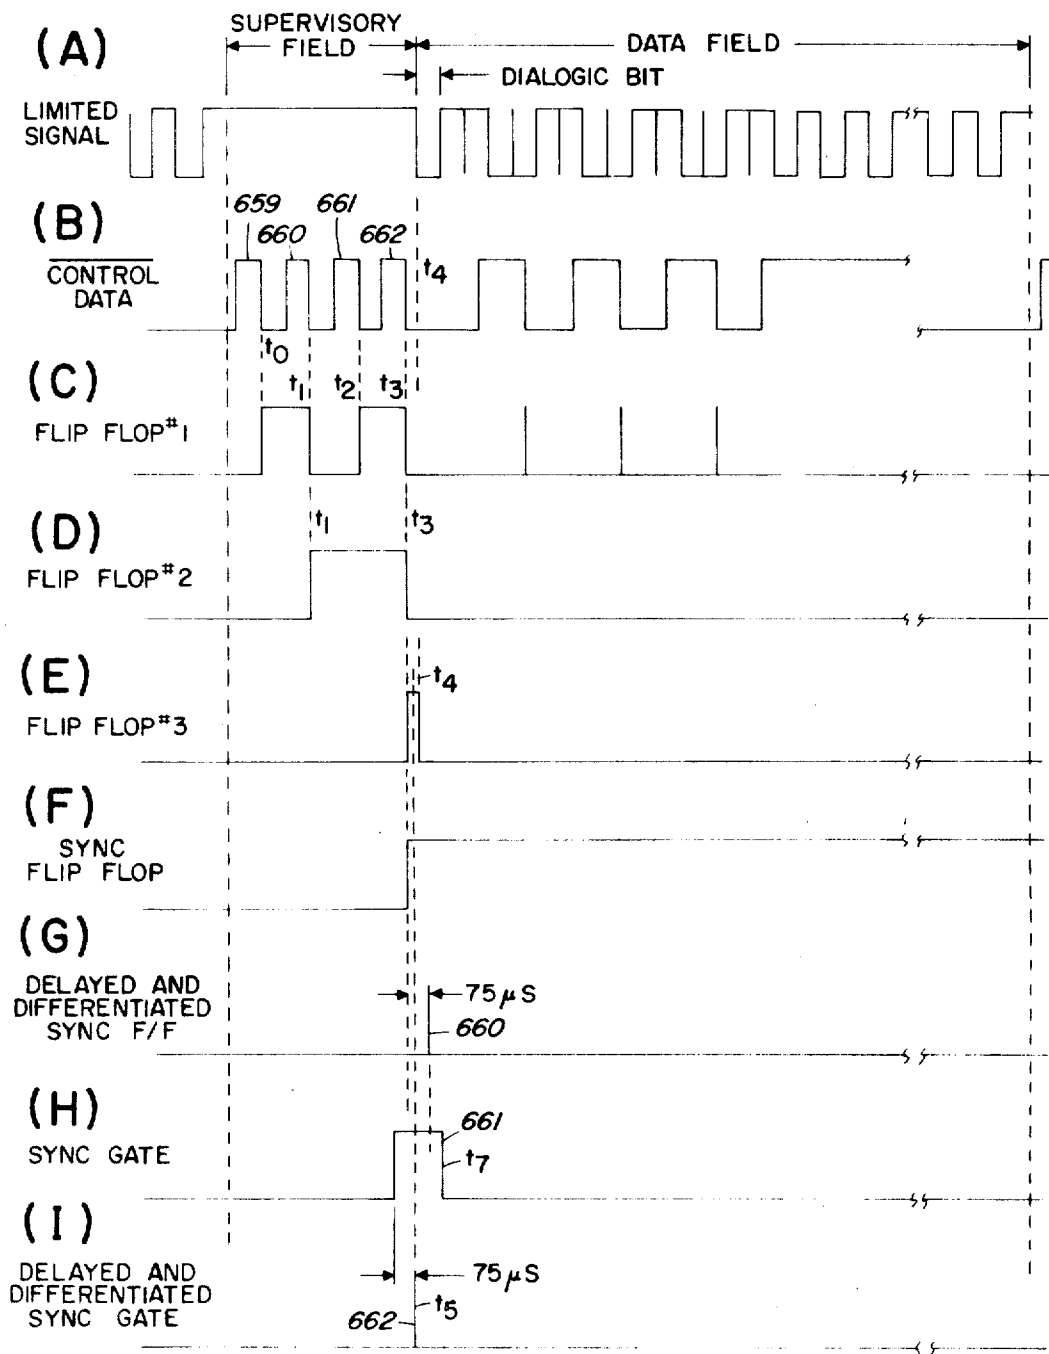 (A)
SUPERVISORY
FIELD
DATA FIELD
DIALOGIC BIT
LIMITED
SIGNAL
(B)
659
660
661
662
CONTROL
DATA
t4
t0
(C)
t1
t2
t3
FLIP FLOP#1
(D)
t1
t3
FLIP FLOP#2
(E)
t4
FLIP FLOP#3
(F)
SYNC
FLIP FLOP
(G)
DELAYED AND
DIFFERENTIATED
SYNC F/F
75μS
660
(H)
661
SYNC GATE
t7
(I)
DELAYED AND
DIFFERENTIATED
SYNC GATE
75μS
t5
662